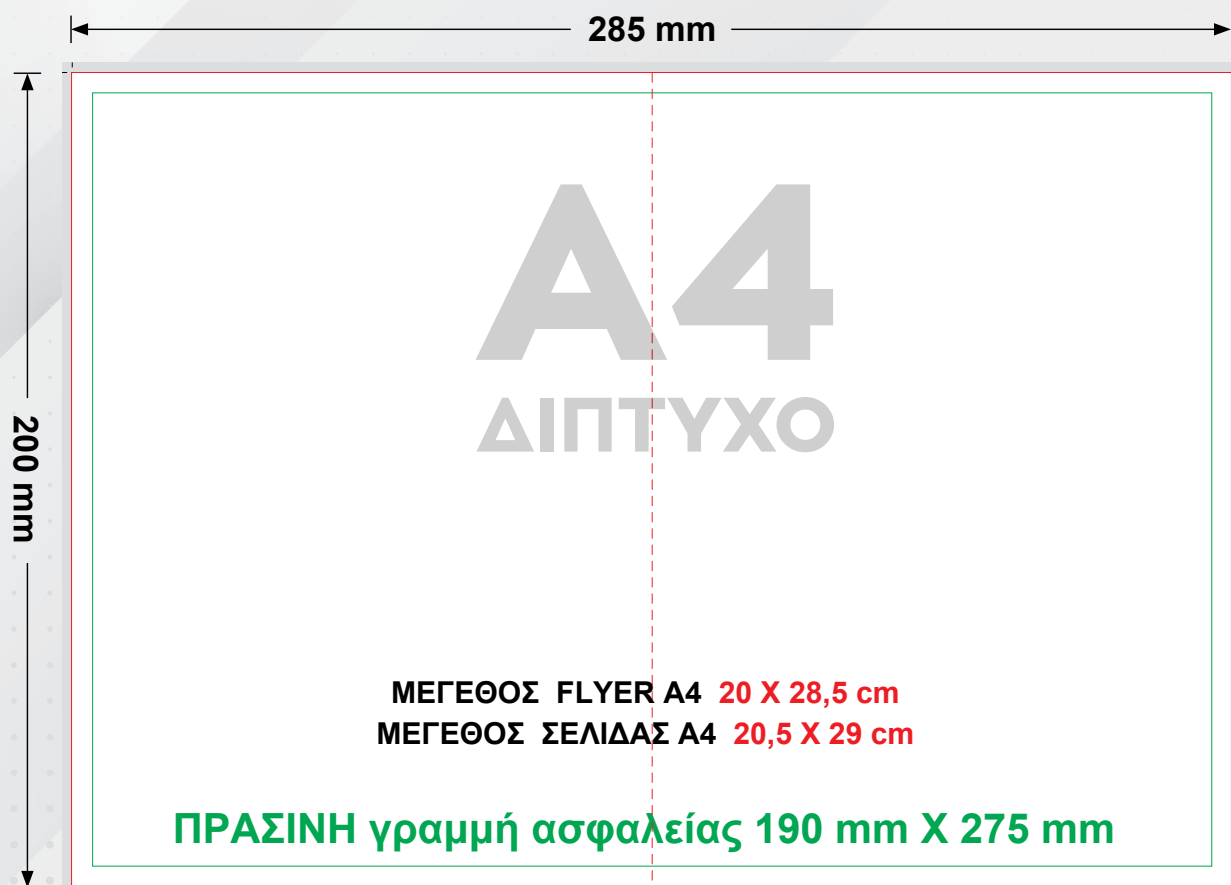 285 mm
200 mm
A4
ΔΙΠΤΥΧΟ
ΜΕΓΕΘΟΣ FLYER A4 20 X 28,5 cm
ΜΕΓΕΘΟΣ ΣΕΛΙΔΑΣ A4 20,5 X 29 cm
ΠΡΑΣΙΝΗ γραμμή ασφαλείας 190 mm X 275 mm